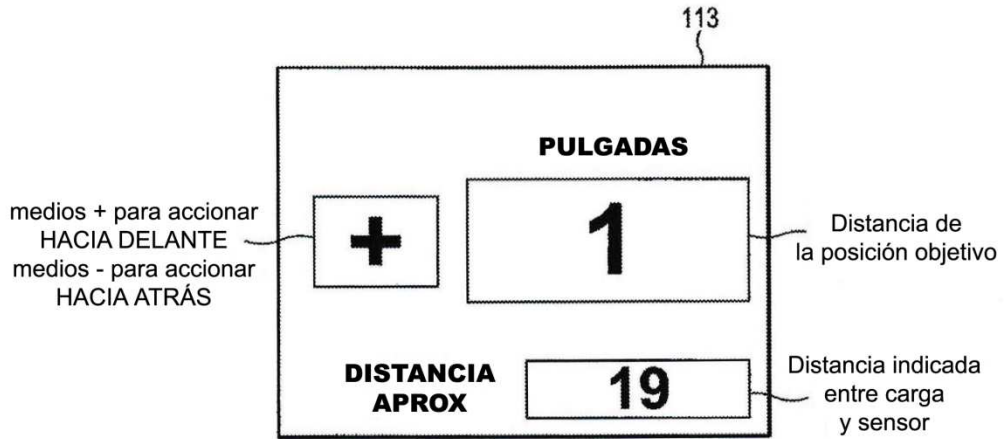 113
PULGADAS
medios + para accionar
HACIA DELANTE
medios - para accionar
HACIA ATRÁS
+
1
Distancia de
la posición objetivo
DISTANCIA
APROX
19
Distancia indicada
entre carga
y sensor